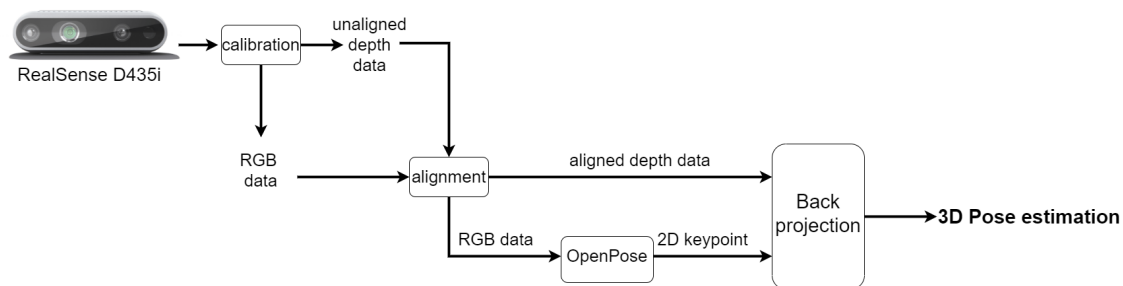 RealSense D435i
calibration
unaligned
depth
data
RGB
data
alignment
aligned depth data
RGB data
OpenPose
2D keypoint
Back
projection
3D Pose estimation